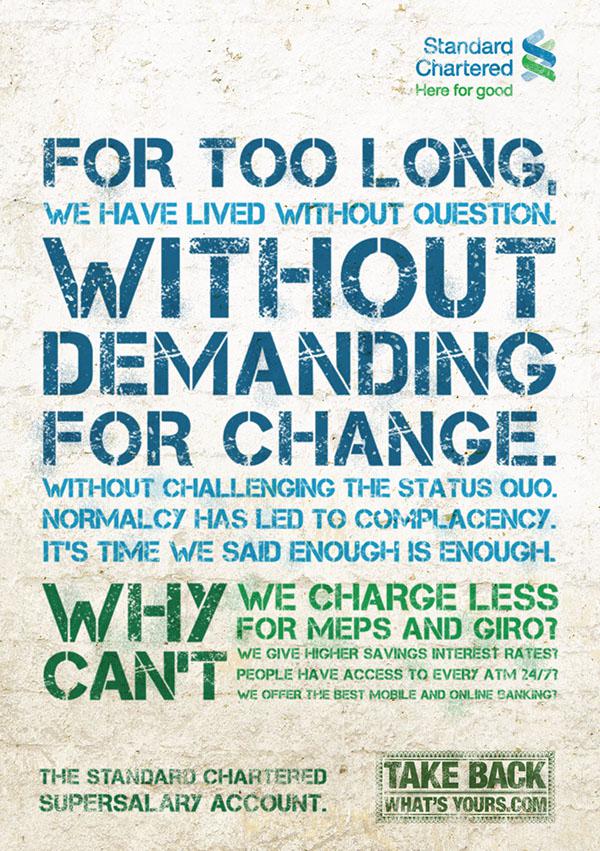 Standard
Chartered
Here for good
FOR TOO LONG,
WE HAVE LIVED WITHOUT QUESTION.
WITHOUT
DEMANDING
FOR CHANGE.
WITHOUT CHALLENGING THE STATUS QUO.
NORMALCY HAS LED TO COMPLACENCY.
IT'S TIME WE SAID ENOUGH IS ENOUGH.
WHY
CAN'T
WE CHARGE LESS
FOR MEPS AND GIRO?
WE GIVE HIGHER SAVINGS INTEREST RATES?
PEOPLE HAVE ACCESS TO EVERY ATM 24/7?
WE OFFER THE BEST MOBILE AND ONLINE BANKING?
THE STANDARD CHARTERED
SUPERSALARY ACCOUNT.
TAKE BACK
WHAT'S YOURS.COM